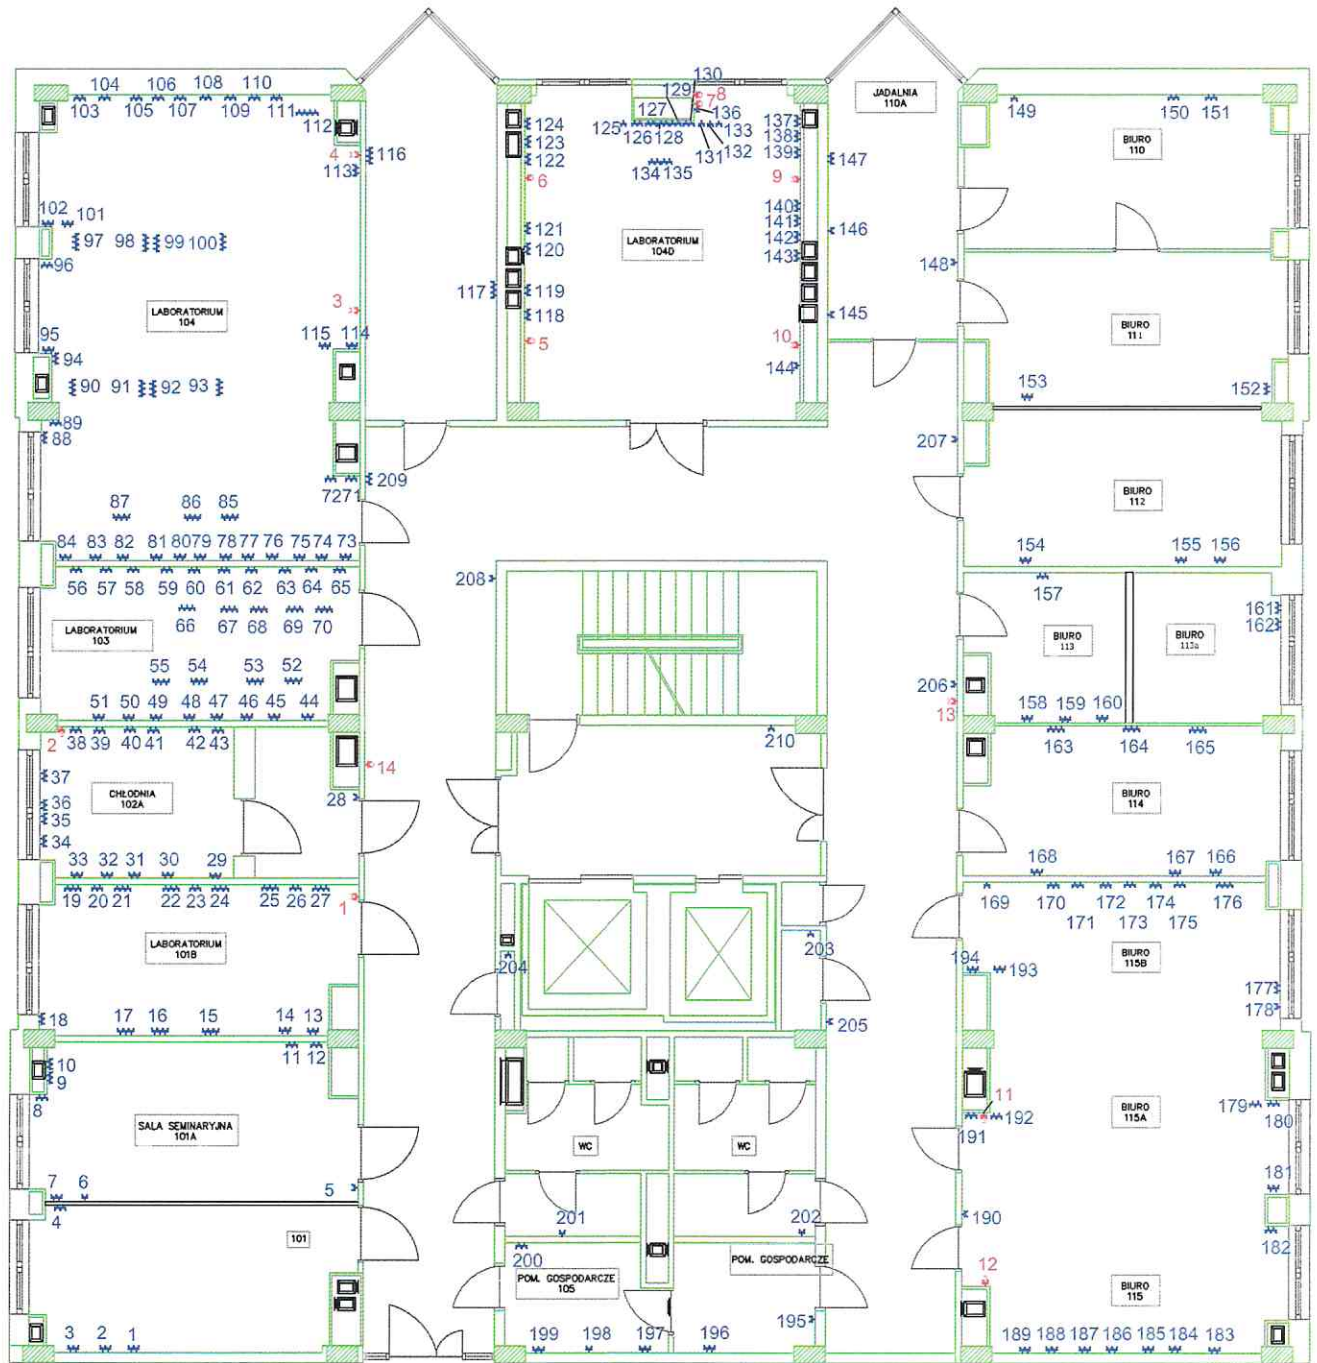 130
104 106 108 110 129 8
103 105 107 109 111 127 7
JADALNIA
110A
149 150 151
112 124 125 126 128 136 133 137
131 132 138
4 116 123 139 147
BIURO
110
113 122 134 135
6 9
102 101 140
97 98 99 100 121 141 146
LABORATORIUM
104D
142
96 120 143 148
117 119
3
LABORATORIUM
104
118 145
BIURO
111
95 115 114 5 10
94
90 91 92 93 144 153 152
89
88 207
7271 209
BIURO
112
87 86 85
84 83 82 81 80 79 78 77 76 75 74 73 154 155 156
56 57 58 59 60 61 62 63 64 65 208 157
66 67 68 69 70 161
LABORATORIUM
103
162
BIURO
113
BIURO
113a
55 54 53 52 206
51 50 49 48 47 46 45 44 13 158 159 160
2 38 39 40 41 42 43 210 163 164 165
37 14
CHŁODNIA
102A
36 28
BIURO
114
35
34
33 32 31 30 29 168 167 166
19 20 21 22 23 24 25 26 27 169 170 172 174 176
1 171 173 175
LABORATORIUM
101B
203
BIURO
115B
204 194 193
177
18 17 16 15 14 13 205 178
11 12
10
9
8 11 179 180
SALA SEMINARYJNA
101A
BIURO
115A
191 192
WC WC
7 6 5 181
4 190
101 201 202 182
200
POM. GOSPODARCZE
POM. GOSPODARCZE
105
12
BIURO
115
195
3 2 1 199 198 197 196 189 188 187 186 185 184 183